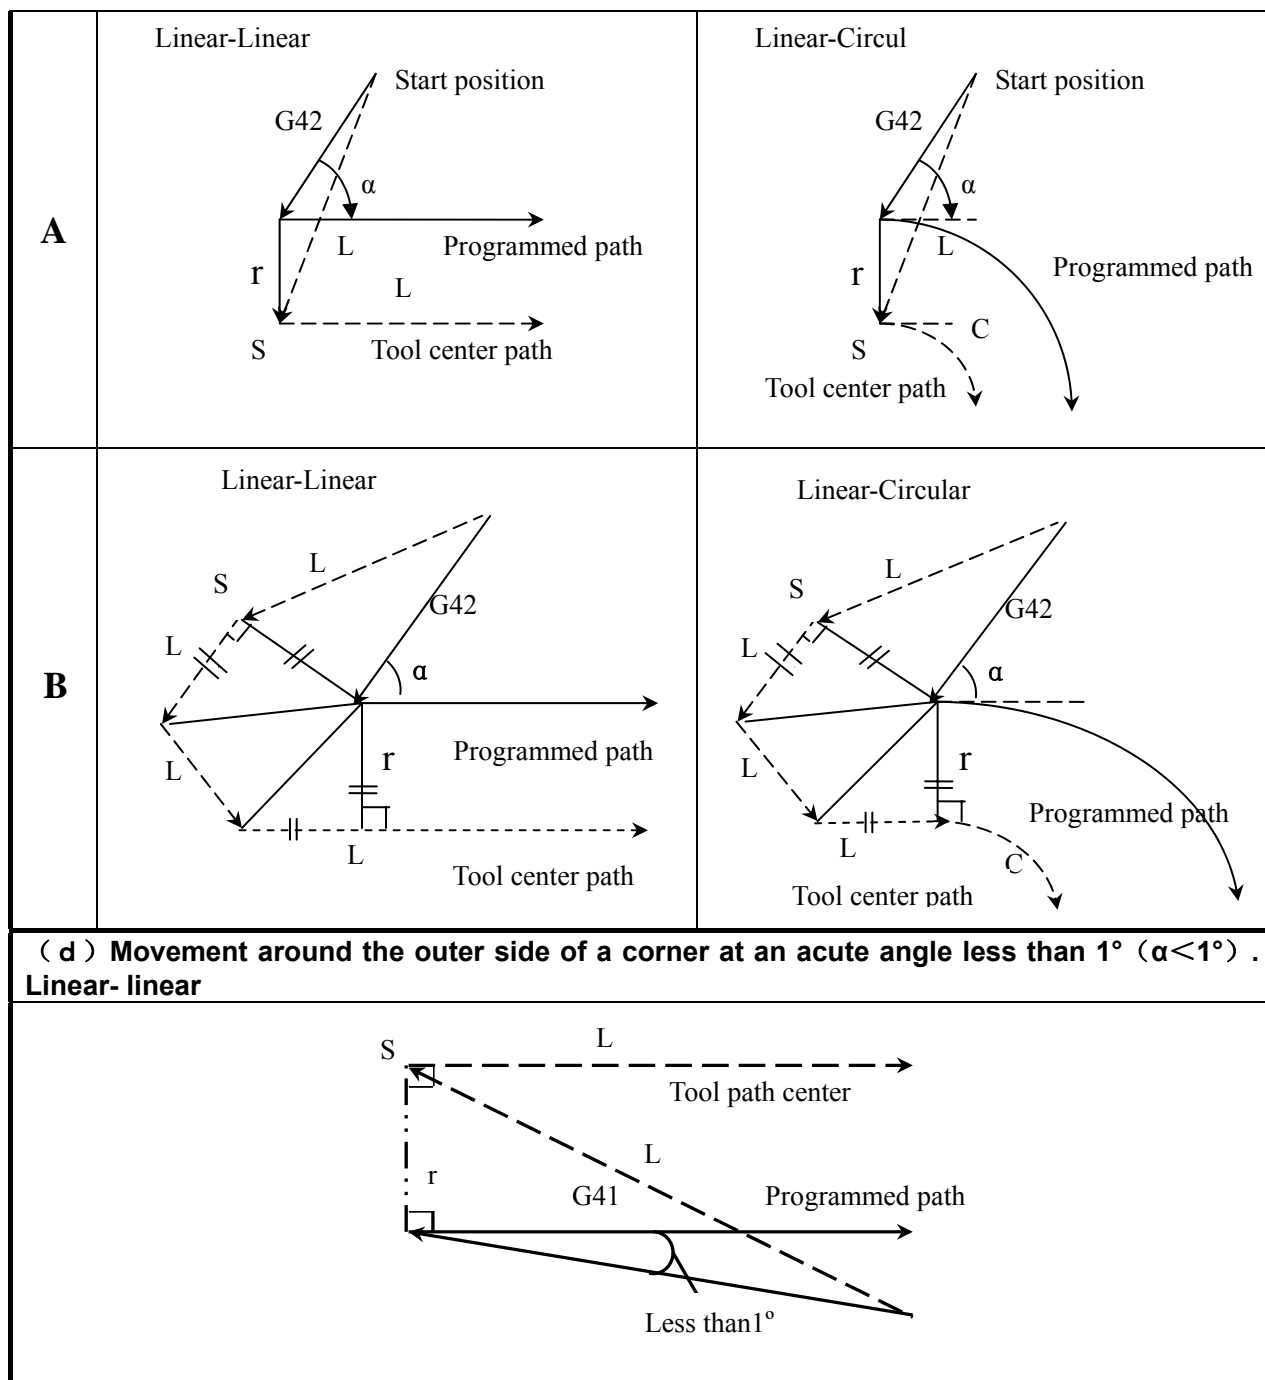 Linear-Linear
Start position
G42
α
A
L
Programmed path
r
L
S
Tool center path
Linear-Circul
Start position
G42
α
L
Programmed path
r
C
S
Tool center path
Linear-Linear
L
S
G42
L
α
B
r
Programmed path
L
L
Tool center path
Linear-Circular
L
S
G42
L
α
r
L
Programmed path
L
C
Tool center path
（d）Movement around the outer side of a corner at an acute angle less than 1°（α＜1°）.
Linear- linear
S
L
Tool path center
L
r
G41
Programmed path
Less than1°